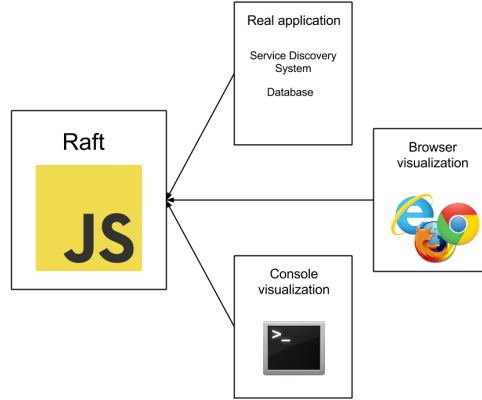 Real application
Service Discovery
System
Database
Raft
JS
Browser
visualization
Console
visualization
>_